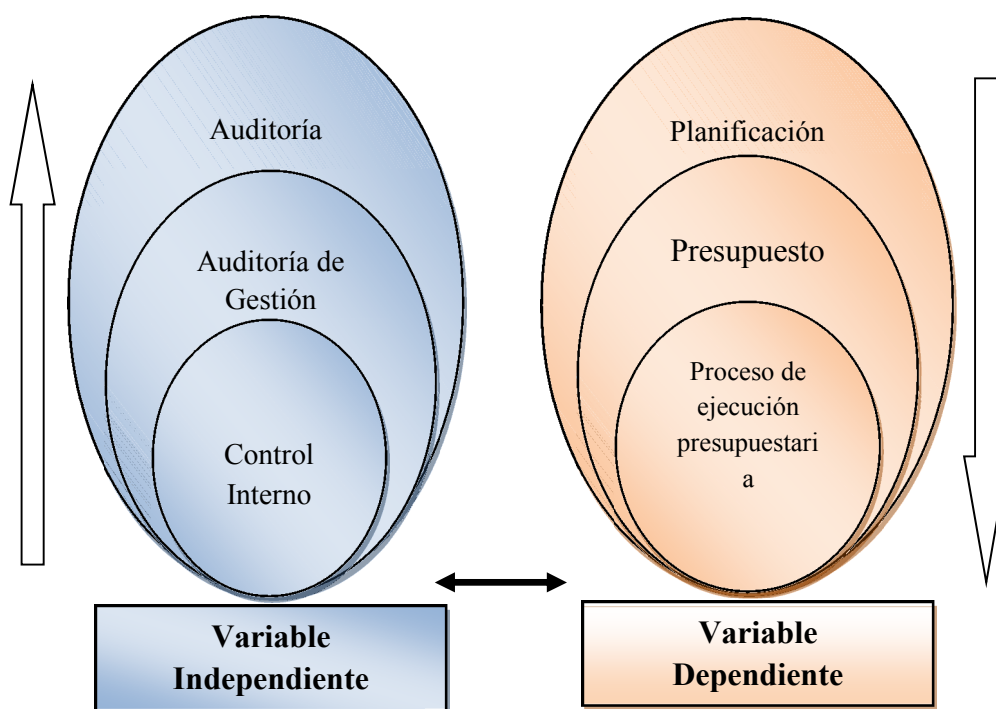 Auditoría
Auditoría de
Gestión
Control
Interno
Variable
Independiente
Planificación
Presupuesto
Proceso de
ejecución
presupuestari
a
Variable
Dependiente